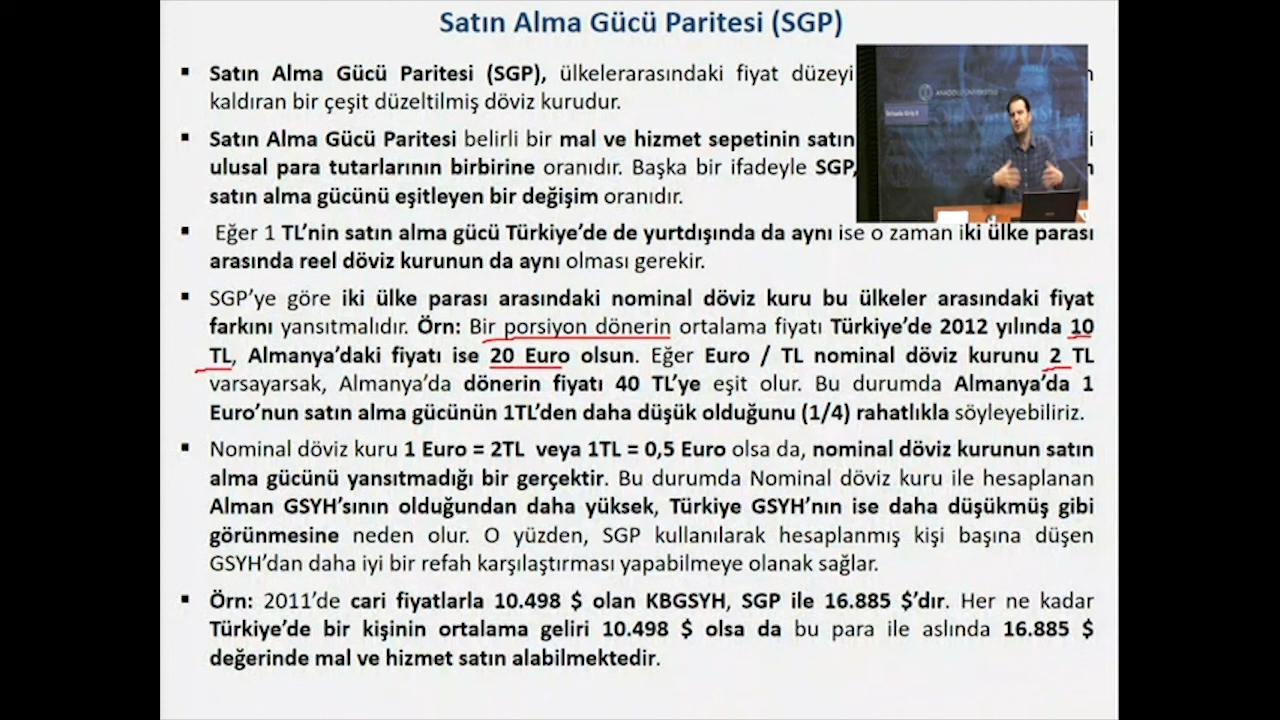 Satın Alma Gücü Paritesi (SGP)
▪ Satın Alma Gücü Paritesi (SGP), ülkelerarasındaki fiyat düzeyi
kaldıran bir çeşit düzeltilmiş döviz kurudur.
▪ Satın Alma Gücü Paritesi belirli bir mal ve hizmet sepetinin satın
ulusal para tutarlarının birbirine oranıdır. Başka bir ifadeyle SGP,
satın alma gücünü eşitleyen bir değişim oranıdır.
▪ Eğer 1 TL’nin satın alma gücü Türkiye’de de yurtdışında da aynı ise o zaman iki ülke parası
arasında reel döviz kurunun da aynı olması gerekir.
▪ SGP’ye göre iki ülke parası arasındaki nominal döviz kuru bu ülkeler arasındaki fiyat
farkını yansıtmalıdır. Örn: Bir porsiyon dönerin ortalama fiyatı Türkiye’de 2012 yılında 10
TL, Almanya’daki fiyatı ise 20 Euro olsun. Eğer Euro / TL nominal döviz kurunu 2 TL
varsayarsak, Almanya’da dönerin fiyatı 40 TL’ye eşit olur. Bu durumda Almanya’da 1
Euro’nun satın alma gücünün 1TL’den daha düşük olduğunu (1/4) rahatlıkla söyleyebiliriz.
▪ Nominal döviz kuru 1 Euro = 2TL veya 1TL = 0,5 Euro olsa da, nominal döviz kurunun satın
alma gücünü yansıtmadığı bir gerçektir. Bu durumda Nominal döviz kuru ile hesaplanan
Alman GSYH’sının olduğundan daha yüksek, Türkiye GSYH’nın ise daha düşükmüş gibi
görünmesine neden olur. O yüzden, SGP kullanılarak hesaplanmış kişi başına düşen
GSYH’dan daha iyi bir refah karşılaştırması yapabilmeye olanak sağlar.
▪ Örn: 2011’de cari fiyatlarla 10.498 $ olan KBGSYH, SGP ile 16.885 $’dır. Her ne kadar
Türkiye’de bir kişinin ortalama geliri 10.498 $ olsa da bu para ile aslında 16.885 $
değerinde mal ve hizmet satın alabilmektedir.
ANADOLU ÜNİVERSİTESİ